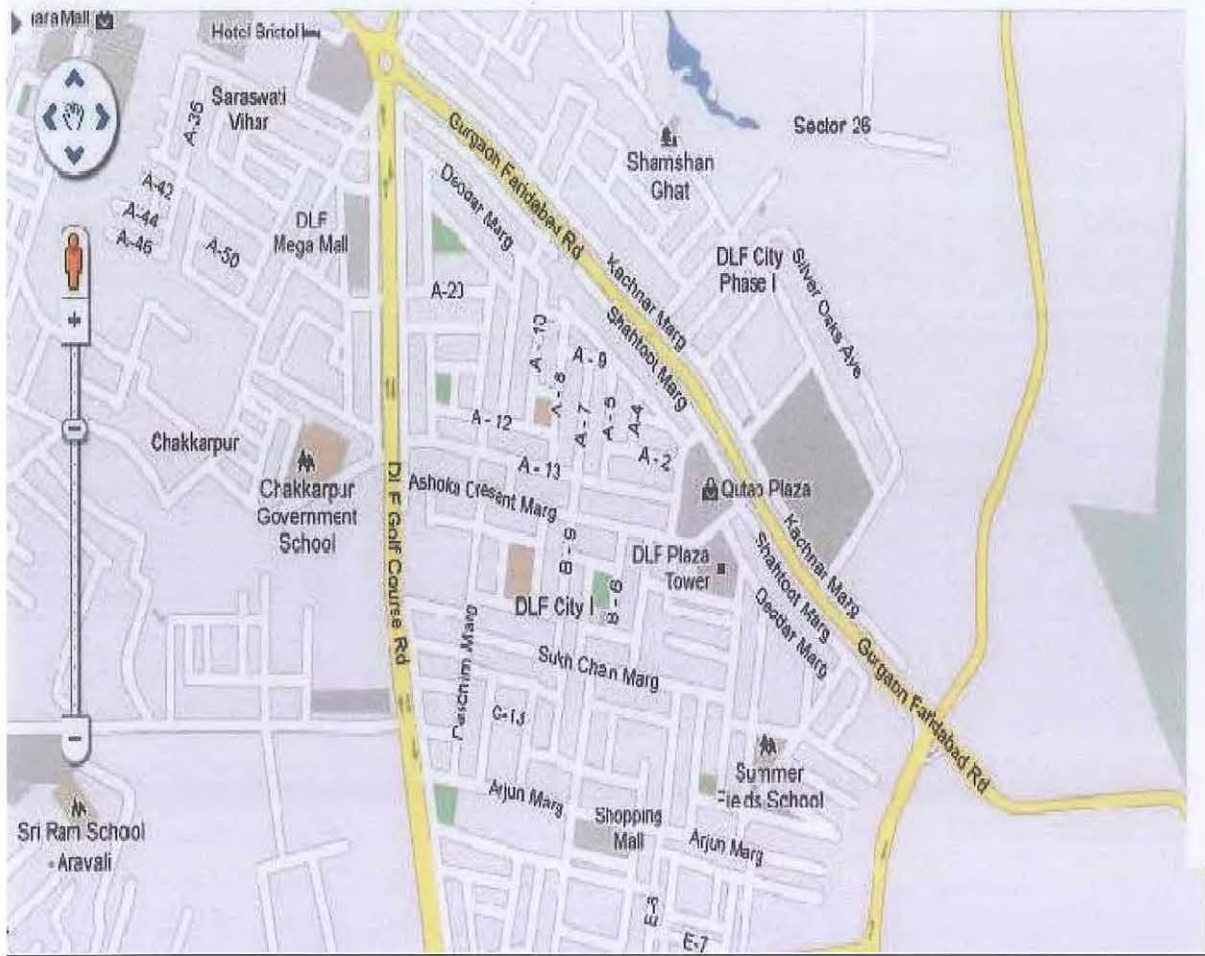 ara Mall
Hotel Bristol
Saraswati
Vihar
A-36
Gurgaon Faridabad Rd
Sector 26
Shamshan
Ghat
Deodar Marg
A-42
A-44
A-46
A-50
DLF
Mega Mall
DLF City
Phase I
Silver Oaks Ave
Kachnar Marg
A-20
Shahtoot Marg
A - 10
A - 9
A - 8
A - 7
A - 5
A-4
A - 12
A - 2
Chakkarpur
A - 13
Ashoka Cresent Marg
Qutab Plaza
Chakkarpur
Government
School
DLF Golf Course Rd
Kachnar Marg
Shahtoot Marg
Deodar Marg
B - 9
DLF Plaza
Tower
DLF City I
B - 6
Sukh Chain Marg
Gurgaon Faridabad Rd
Paschim Marg
C-13
Summer
Fields School
Arjun Marg
Shopping
Mall
Arjun Marg
Sri Ram School
- Aravali
E-7